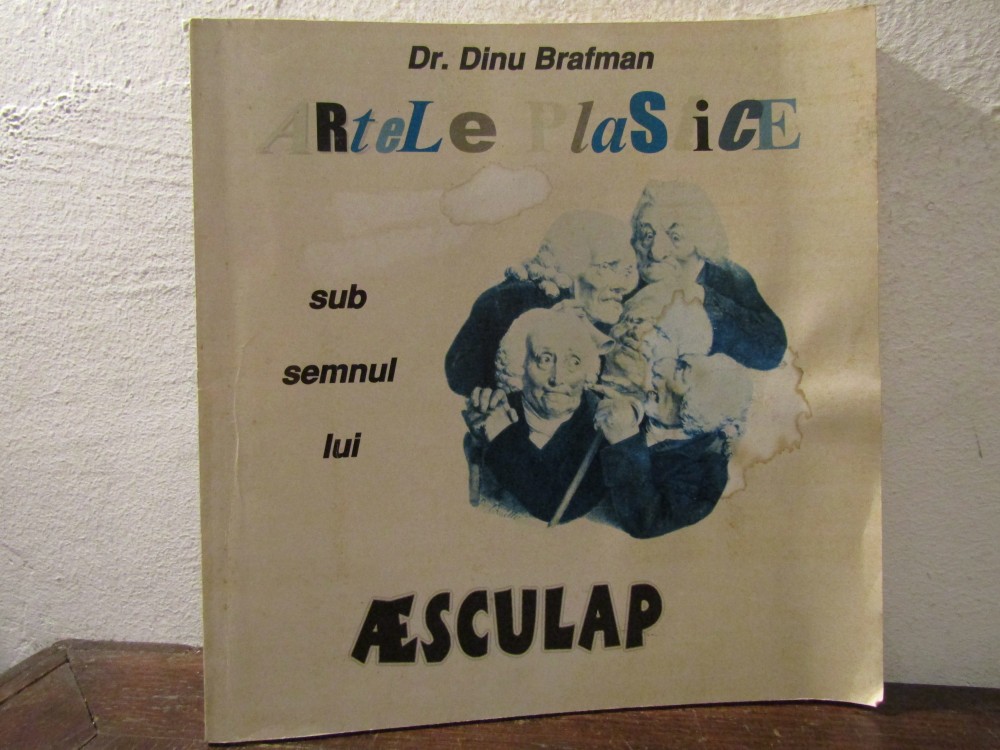 Dr. Dinu Brafman
ARteLe PlaSticE
sub
semnul
lui
ÆSCULAP